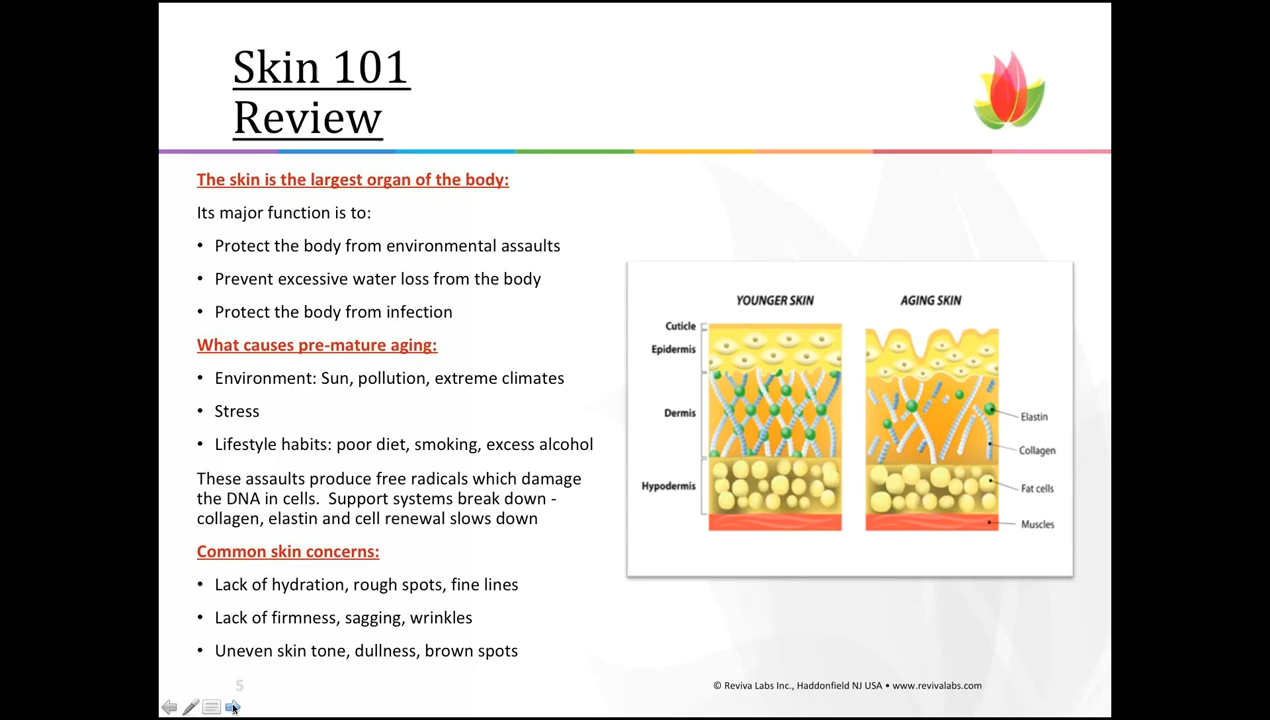 Skin 101
Review
The skin is the largest organ of the body:
Its major function is to:
• Protect the body from environmental assaults
• Prevent excessive water loss from the body
• Protect the body from infection
What causes pre-mature aging:
• Environment: Sun, pollution, extreme climates
• Stress
• Lifestyle habits: poor diet, smoking, excess alcohol
These assaults produce free radicals which damage
the DNA in cells.  Support systems break down -
collagen, elastin and cell renewal slows down
Common skin concerns:
• Lack of hydration, rough spots, fine lines
• Lack of firmness, sagging, wrinkles
• Uneven skin tone, dullness, brown spots
YOUNGER SKIN
AGING SKIN
Cuticle
Epidermis
Dermis
Hypodermis
Elastin
Collagen
Fat cells
Muscles
5
© Reviva Labs Inc., Haddonfield NJ USA • www.revivalabs.com